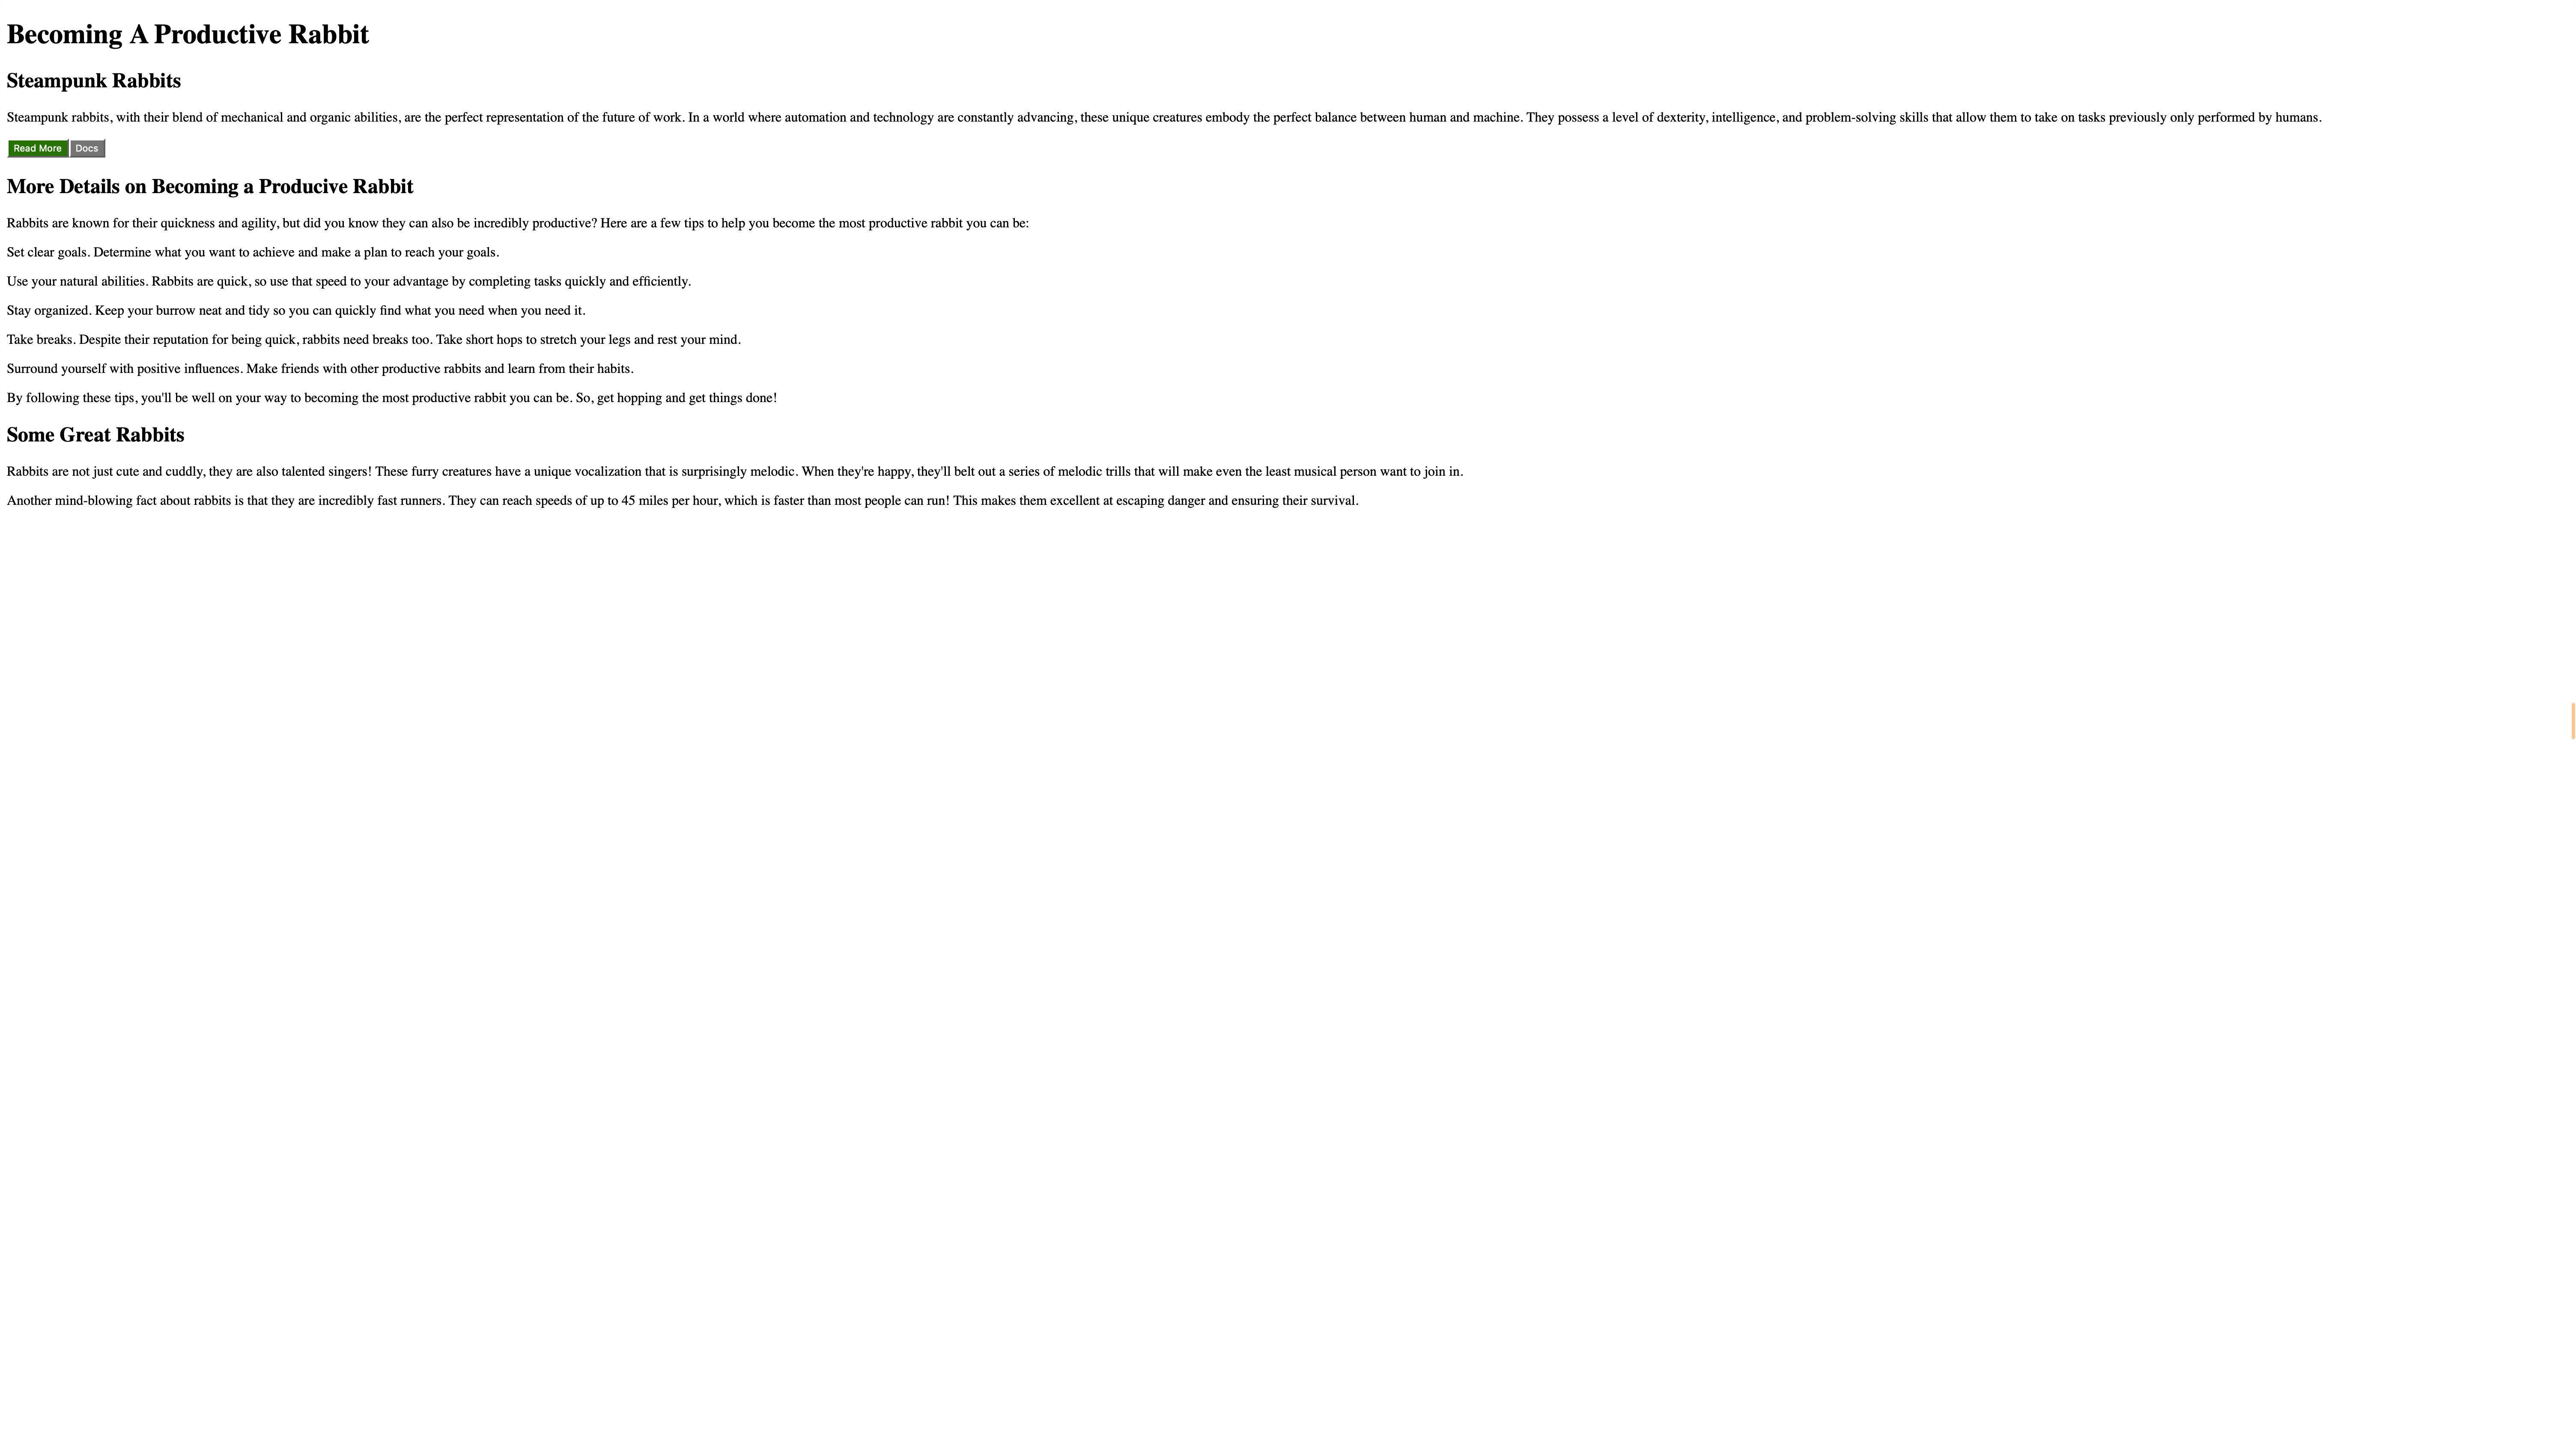 Becoming A Productive Rabbit
Steampunk Rabbits
Steampunk rabbits, with their blend of mechanical and organic abilities, are the perfect representation of the future of work. In a world where automation and technology are constantly advancing, these unique creatures embody the perfect balance between human and machine. They possess a level of dexterity, intelligence, and problem-solving skills that allow them to take on tasks previously only performed by humans.
Read More Docs
More Details on Becoming a Producive Rabbit
Rabbits are known for their quickness and agility, but did you know they can also be incredibly productive? Here are a few tips to help you become the most productive rabbit you can be:
Set clear goals. Determine what you want to achieve and make a plan to reach your goals.
Use your natural abilities. Rabbits are quick, so use that speed to your advantage by completing tasks quickly and efficiently.
Stay organized. Keep your burrow neat and tidy so you can quickly find what you need when you need it.
Take breaks. Despite their reputation for being quick, rabbits need breaks too. Take short hops to stretch your legs and rest your mind.
Surround yourself with positive influences. Make friends with other productive rabbits and learn from their habits.
By following these tips, you'll be well on your way to becoming the most productive rabbit you can be. So, get hopping and get things done!
Some Great Rabbits
Rabbits are not just cute and cuddly, they are also talented singers! These furry creatures have a unique vocalization that is surprisingly melodic. When they're happy, they'll belt out a series of melodic trills that will make even the least musical person want to join in.
Another mind-blowing fact about rabbits is that they are incredibly fast runners. They can reach speeds of up to 45 miles per hour, which is faster than most people can run! This makes them excellent at escaping danger and ensuring their survival.